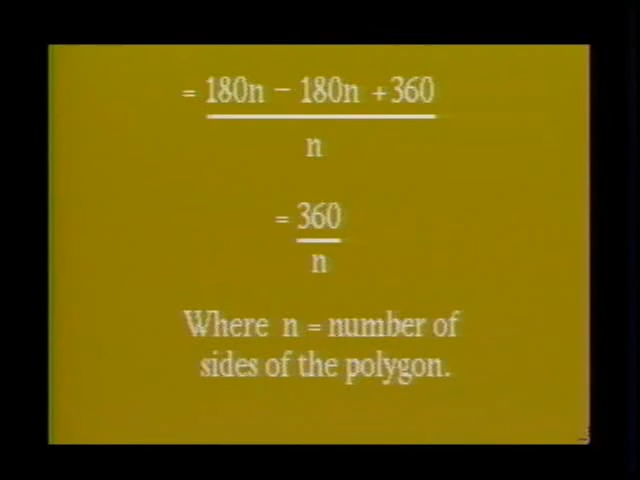 = 180n − 180n + 360
n
= 360
n
Where n = number of
sides of the polygon.